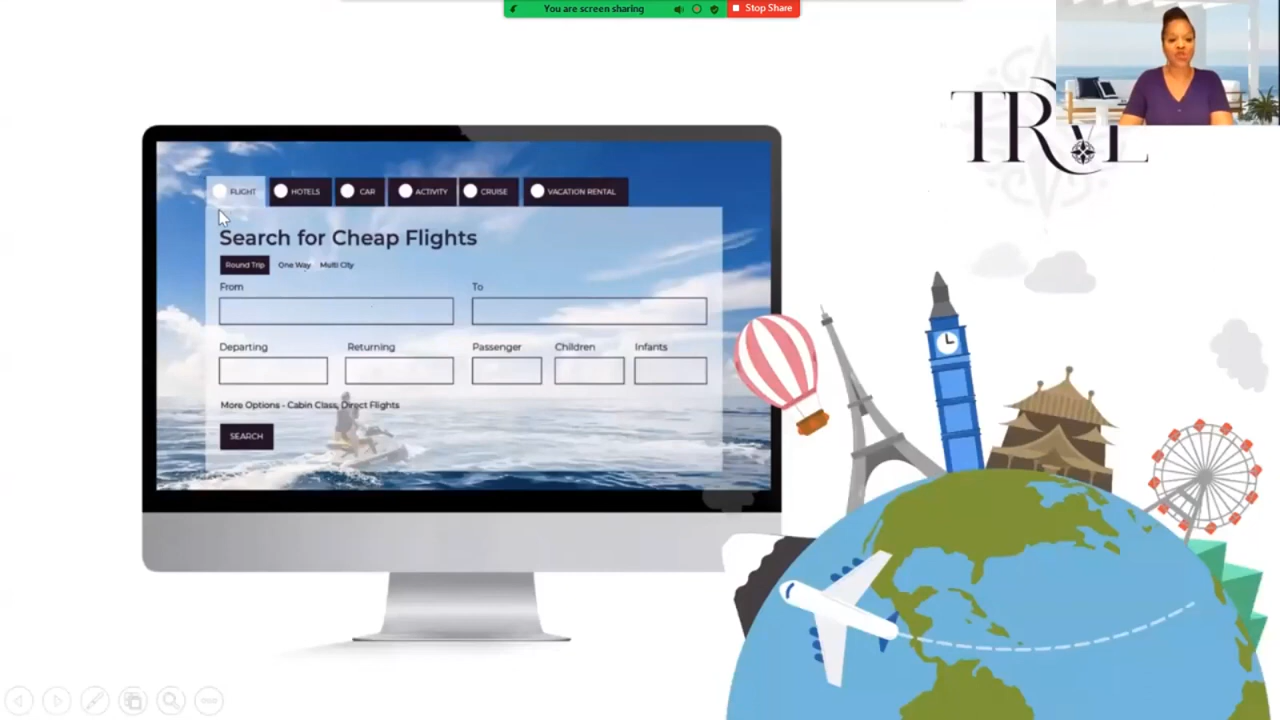 You are screen sharing
Stop Share
FLIGHT
HOTELS
CAR
ACTIVITY
CRUISE
VACATION RENTAL
Search for Cheap Flights
Round Trip
One Way
Multi City
From
To
Departing
Returning
Passenger
Children
Infants
More Options - Cabin Class, Direct Flights
SEARCH